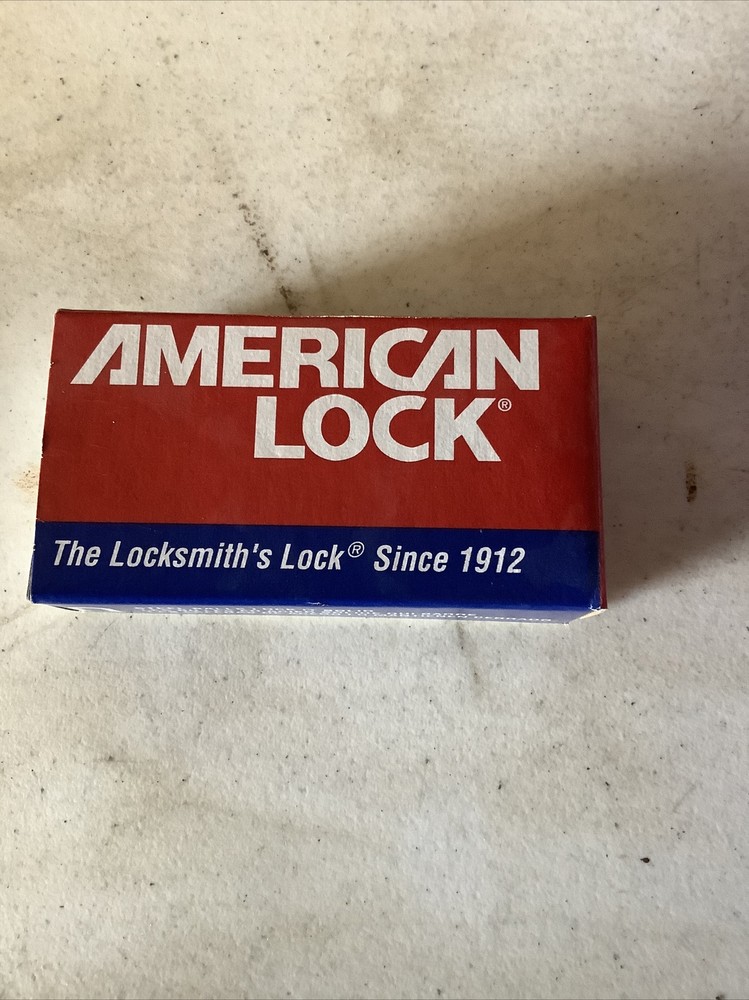 AMERICAN
LOCK®
The Locksmith's Lock® Since 1912